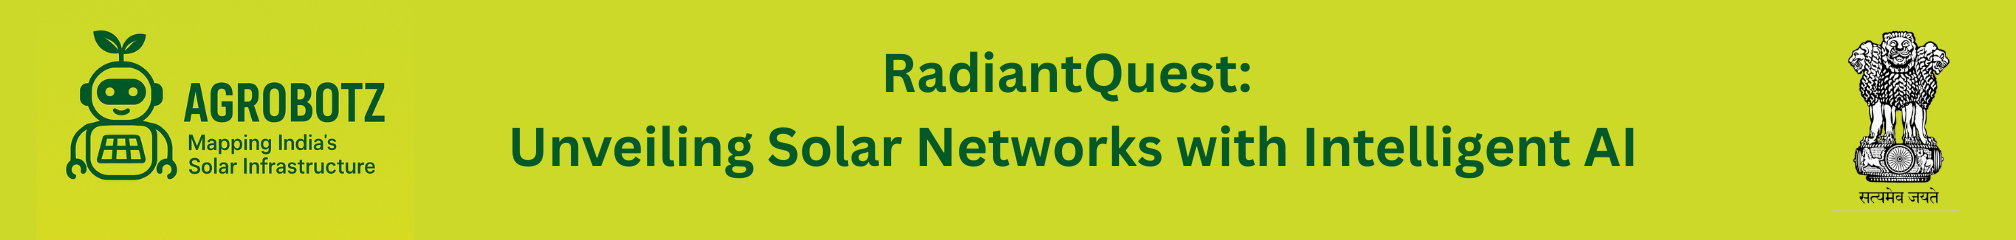 AGROBOTZ
Mapping India's
Solar Infrastructure
RadiantQuest:
Unveiling Solar Networks with Intelligent AI
सत्यमेव जयते